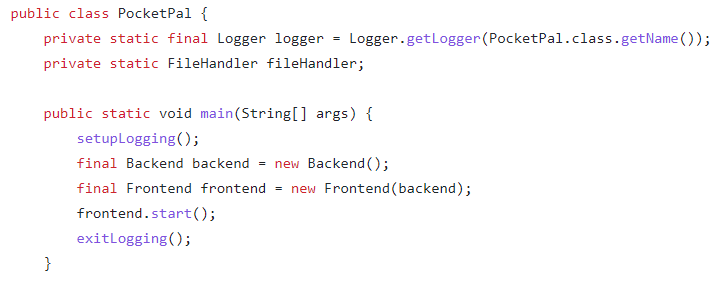 public class PocketPal {
    private static final Logger logger = Logger.getLogger(PocketPal.class.getName());
    private static FileHandler fileHandler;

    public static void main(String[] args) {
        setupLogging();
        final Backend backend = new Backend();
        final Frontend frontend = new Frontend(backend);
        frontend.start();
        exitLogging();
    }